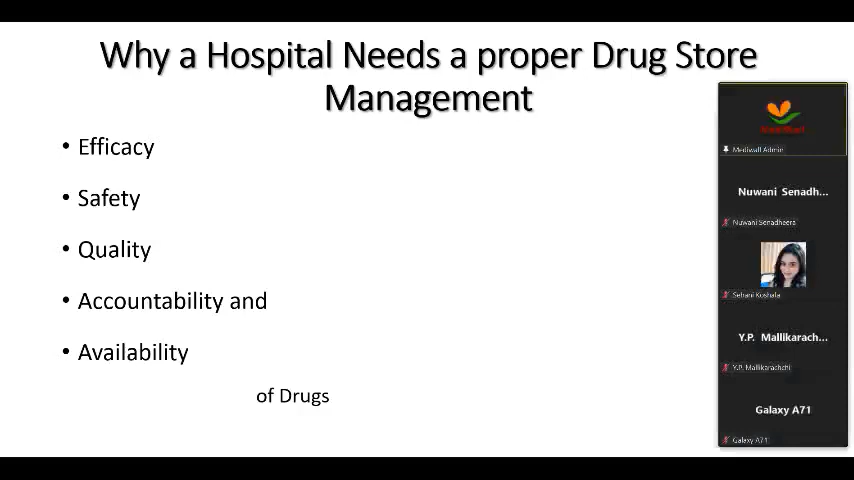 Why a Hospital Needs a proper Drug Store
Management
• Efficacy
• Safety
• Quality
• Accountability and
• Availability
of Drugs
Mediwall Admin
Nuwani Senadh...
Nuwani Senadheera
Sehani Koshala
Y.P. Mallikarach...
Y.P. Mallikarachchi
Galaxy A71
Galaxy A71